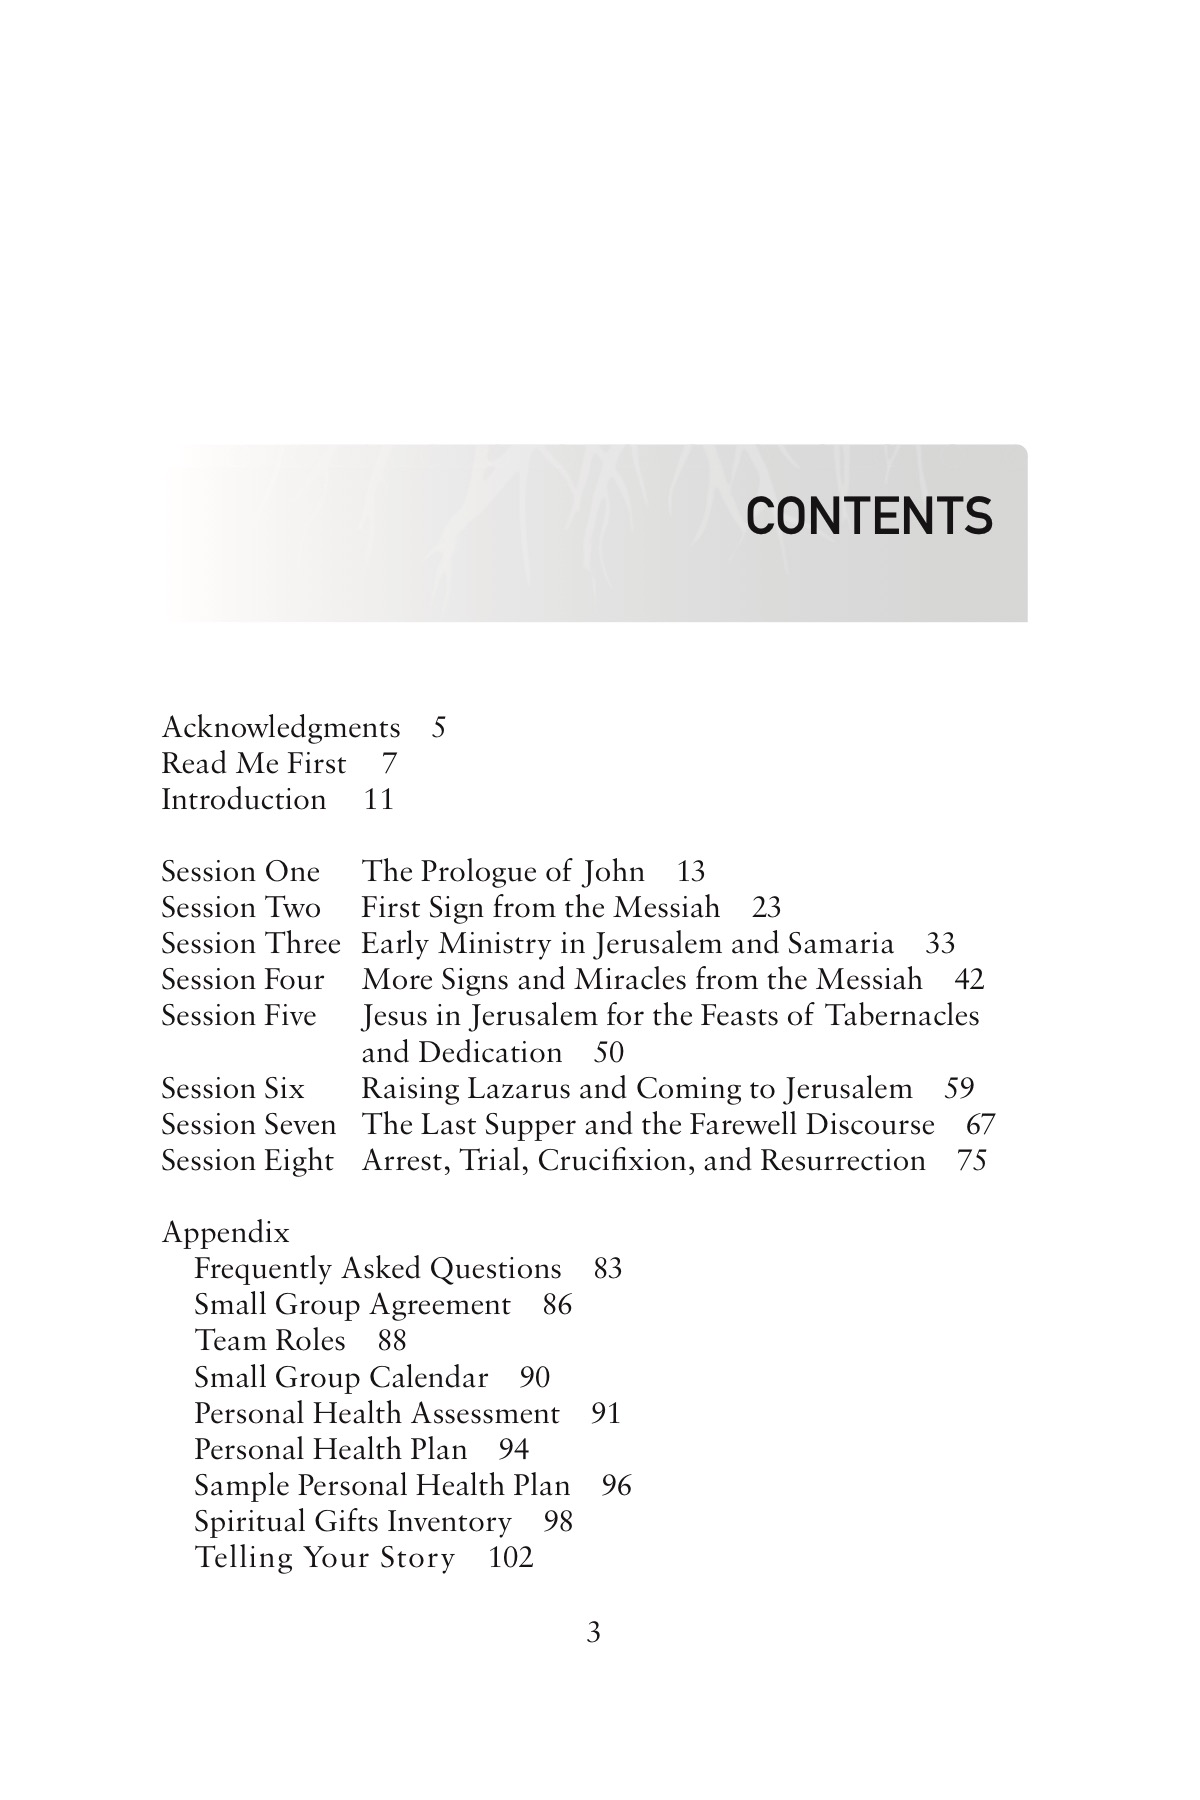 CONTENTS
Acknowledgments 5
Read Me First 7
Introduction 11
Session One The Prologue of John 13
Session Two First Sign from the Messiah 23
Session Three Early Ministry in Jerusalem and Samaria 33
Session Four More Signs and Miracles from the Messiah 42
Session Five Jesus in Jerusalem for the Feasts of Tabernacles
and Dedication 50
Session Six Raising Lazarus and Coming to Jerusalem 59
Session Seven The Last Supper and the Farewell Discourse 67
Session Eight Arrest, Trial, Crucifixion, and Resurrection 75
Appendix
Frequently Asked Questions 83
Small Group Agreement 86
Team Roles 88
Small Group Calendar 90
Personal Health Assessment 91
Personal Health Plan 94
Sample Personal Health Plan 96
Spiritual Gifts Inventory 98
Telling Your Story 102
3